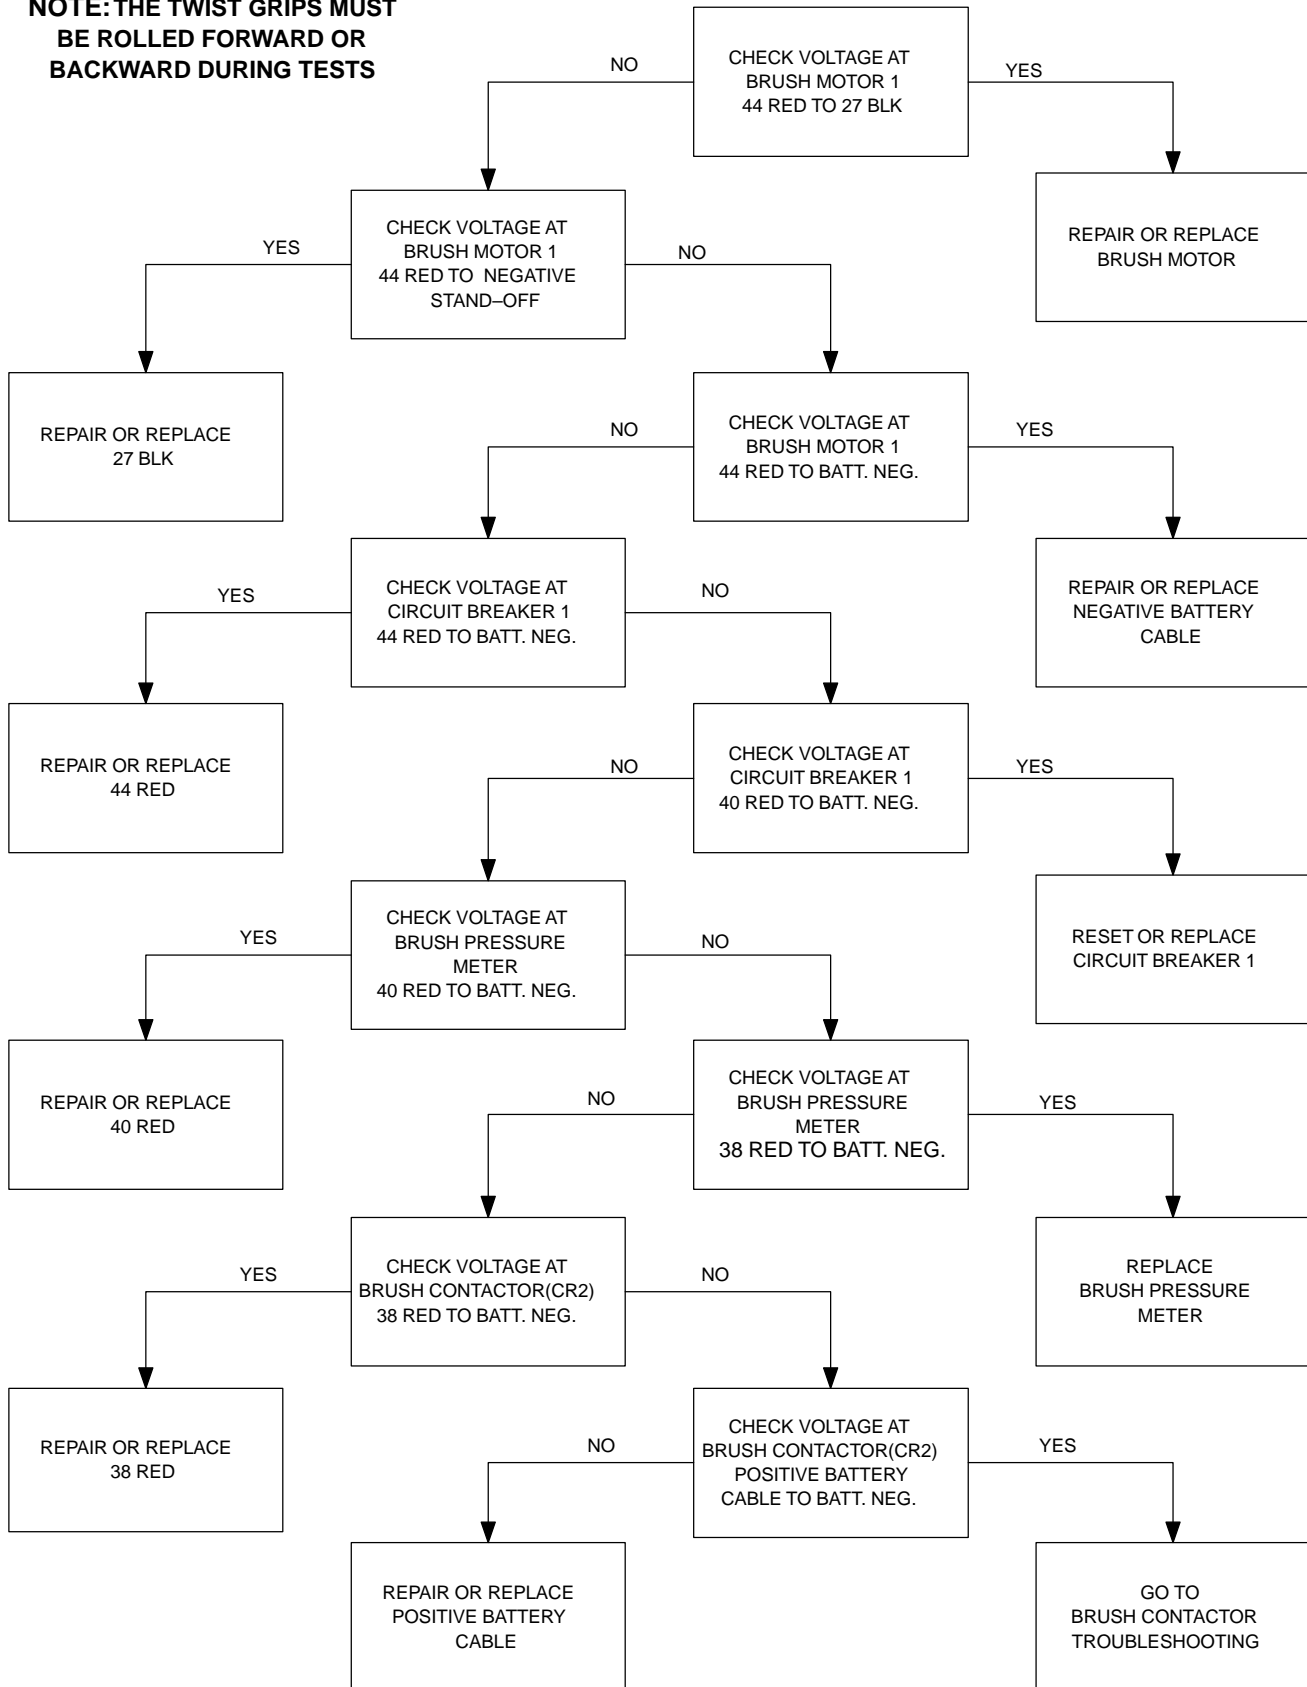 NOTE: THE TWIST GRIPS MUST
BE ROLLED FORWARD OR
BACKWARD DURING TESTS
CHECK VOLTAGE AT
BRUSH MOTOR 1
44 RED TO 27 BLK
NO
YES
CHECK VOLTAGE AT
BRUSH MOTOR 1
44 RED TO NEGATIVE
STAND–OFF
YES
NO
REPAIR OR REPLACE
BRUSH MOTOR
REPAIR OR REPLACE
27 BLK
CHECK VOLTAGE AT
BRUSH MOTOR 1
44 RED TO BATT. NEG.
NO
YES
CHECK VOLTAGE AT
CIRCUIT BREAKER 1
44 RED TO BATT. NEG.
YES
NO
REPAIR OR REPLACE
NEGATIVE BATTERY
CABLE
REPAIR OR REPLACE
44 RED
CHECK VOLTAGE AT
CIRCUIT BREAKER 1
40 RED TO BATT. NEG.
NO
YES
CHECK VOLTAGE AT
BRUSH PRESSURE
METER
40 RED TO BATT. NEG.
YES
NO
RESET OR REPLACE
CIRCUIT BREAKER 1
REPAIR OR REPLACE
40 RED
CHECK VOLTAGE AT
BRUSH PRESSURE
METER
38 RED TO BATT. NEG.
NO
YES
CHECK VOLTAGE AT
BRUSH CONTACTOR(CR2)
38 RED TO BATT. NEG.
YES
NO
REPLACE
BRUSH PRESSURE
METER
REPAIR OR REPLACE
38 RED
CHECK VOLTAGE AT
BRUSH CONTACTOR(CR2)
POSITIVE BATTERY
CABLE TO BATT. NEG.
NO
YES
REPAIR OR REPLACE
POSITIVE BATTERY
CABLE
GO TO
BRUSH CONTACTOR
TROUBLESHOOTING